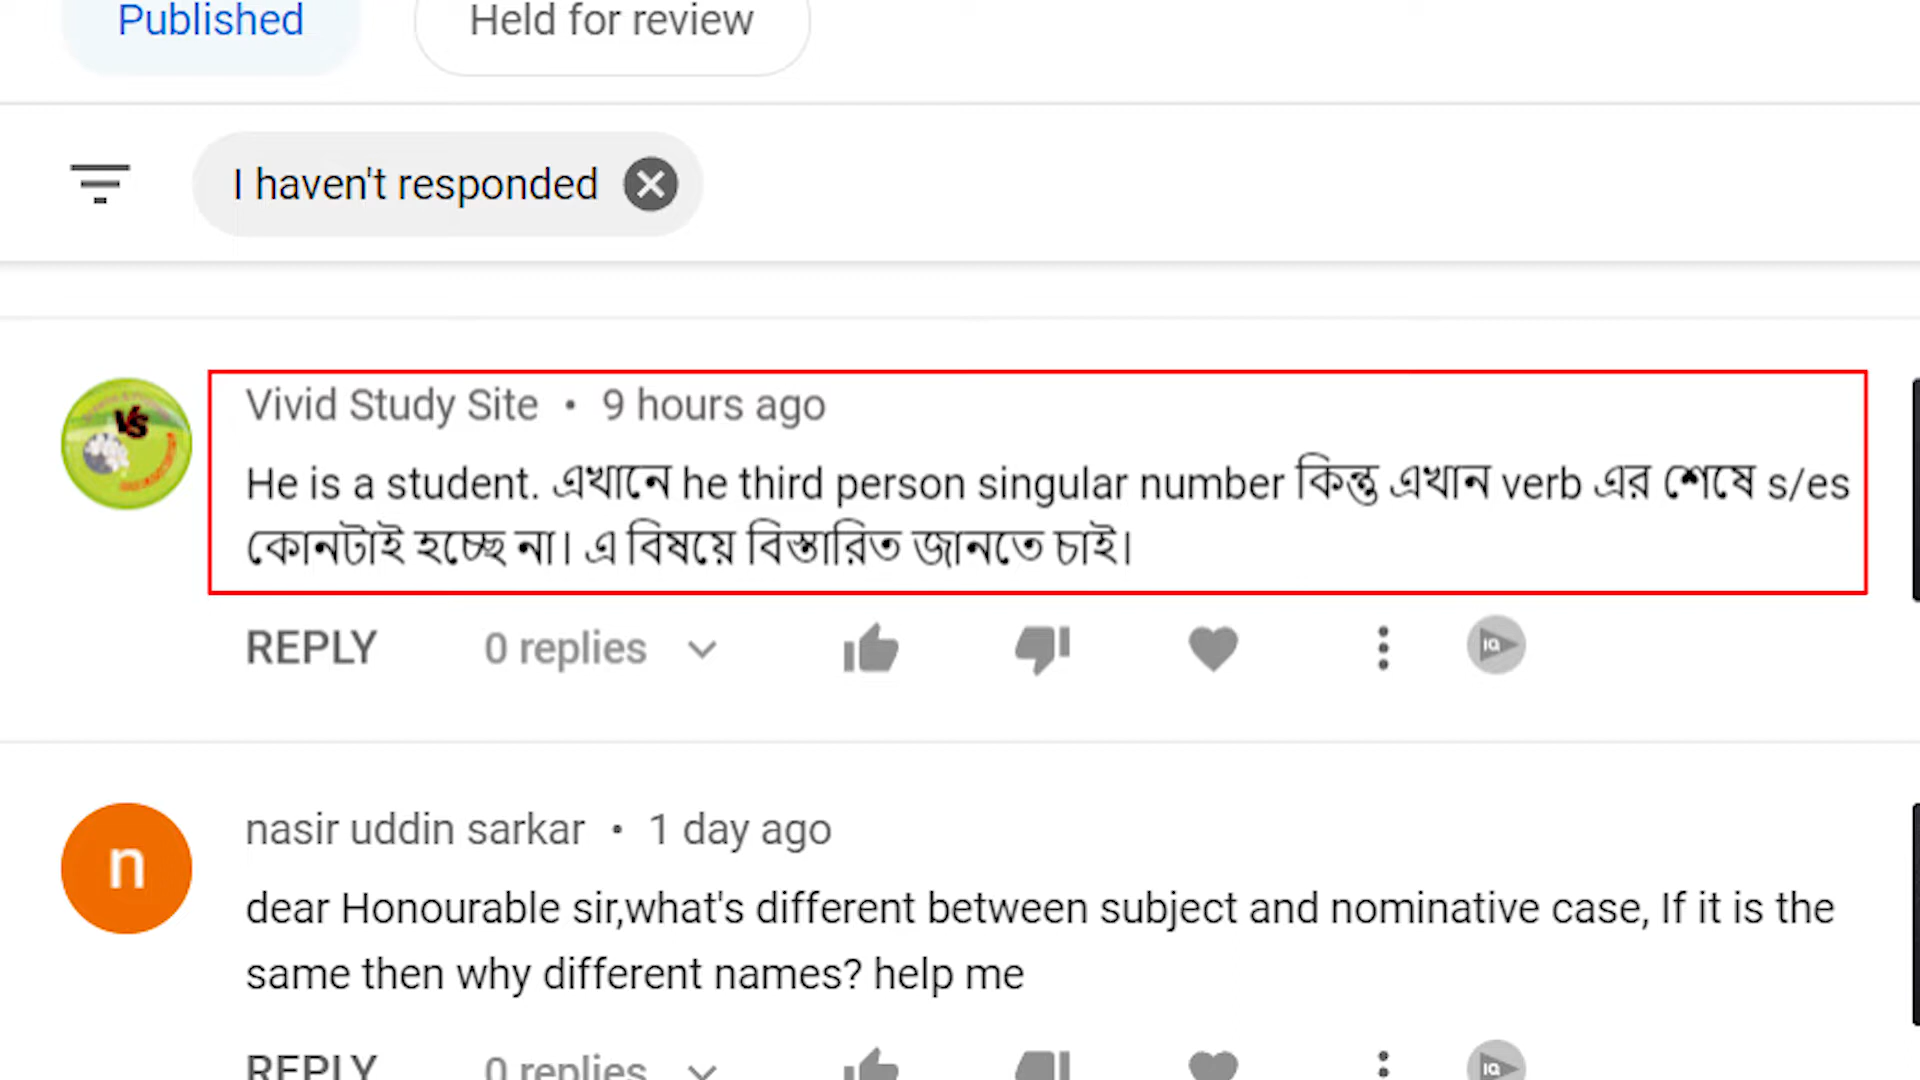 Published Held for review
I haven't responded
Vivid Study Site • 9 hours ago
He is a student. এখানে he third person singular number কিন্তু এখান verb এর শেষে s/es
কোনটাই হচ্ছে না। এ বিষয়ে বিস্তারিত জানতে চাই।
REPLY 0 replies
nasir uddin sarkar • 1 day ago
dear Honourable sir,what's different between subject and nominative case, If it is the
same then why different names? help me
REPLY 0 replies